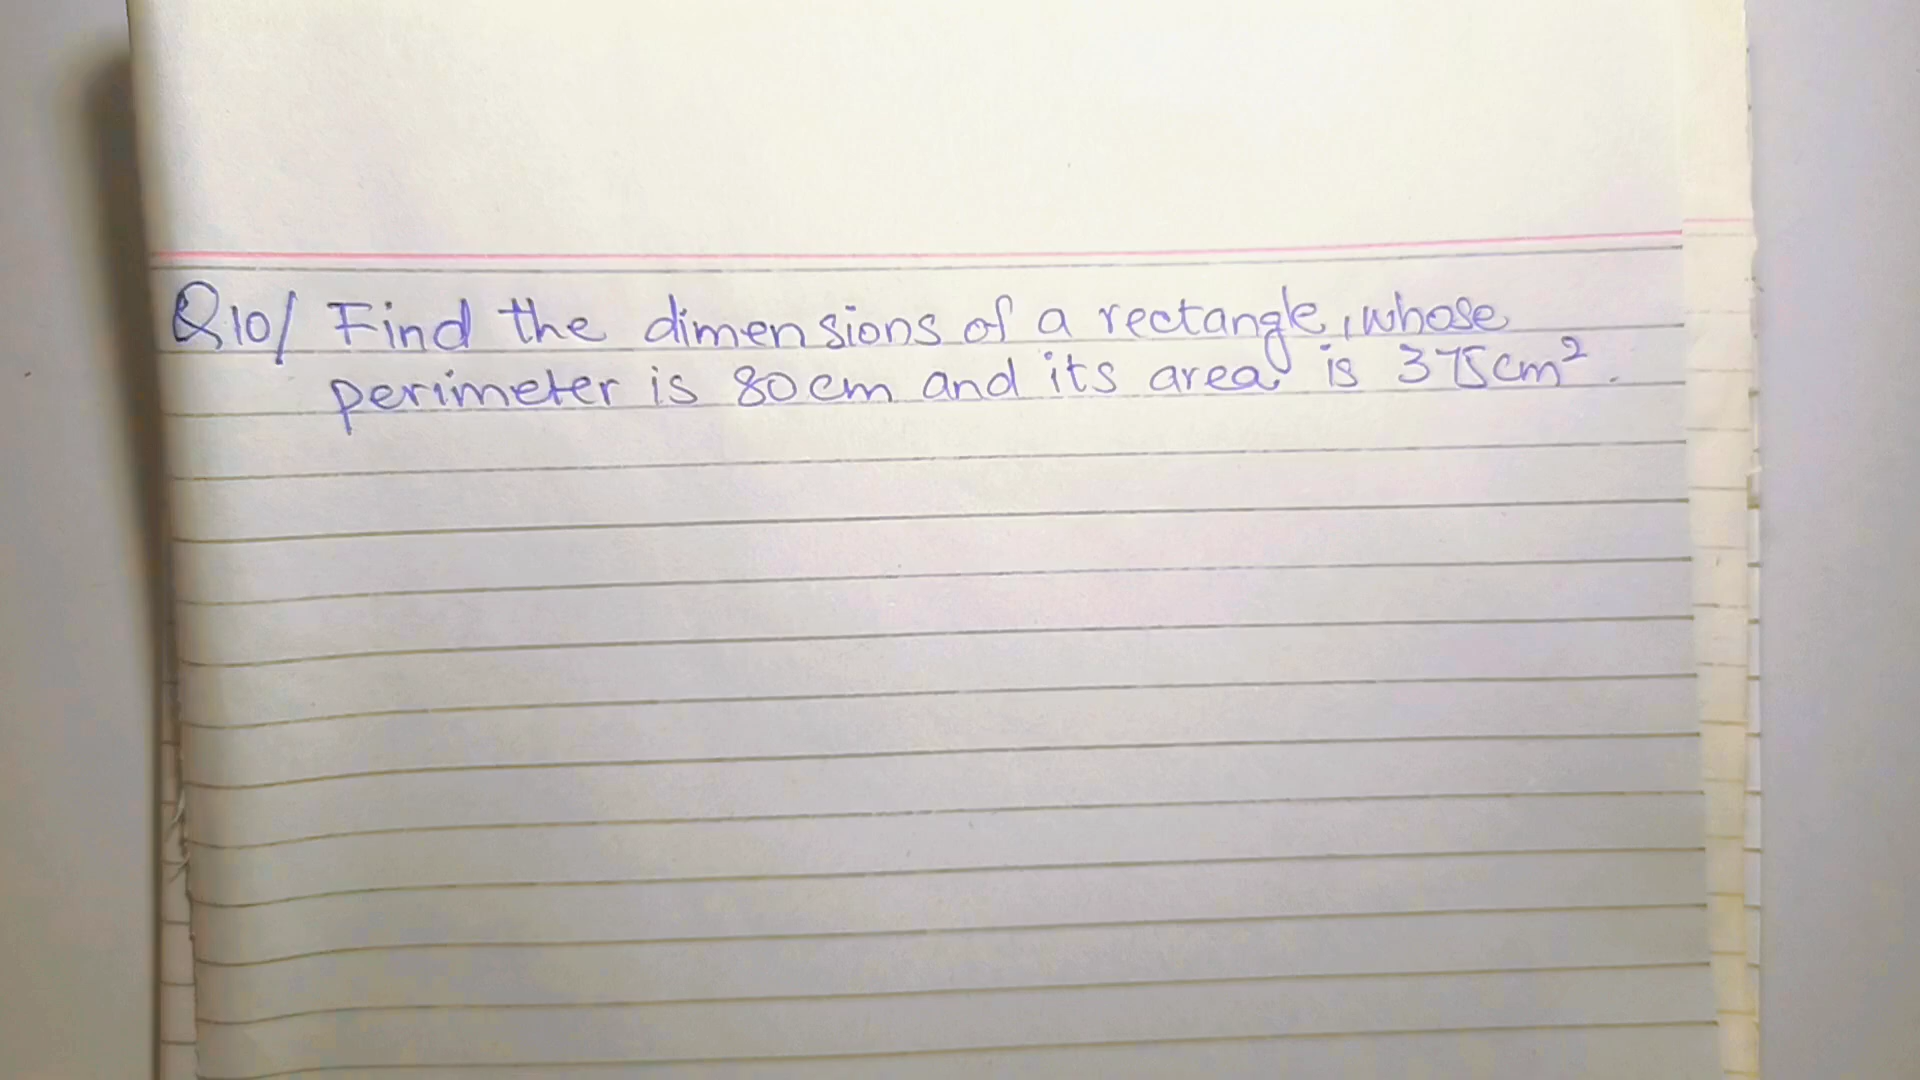 Q10/ Find the dimensions of a rectangle, whose
perimeter is 80cm and its area is 375cm².